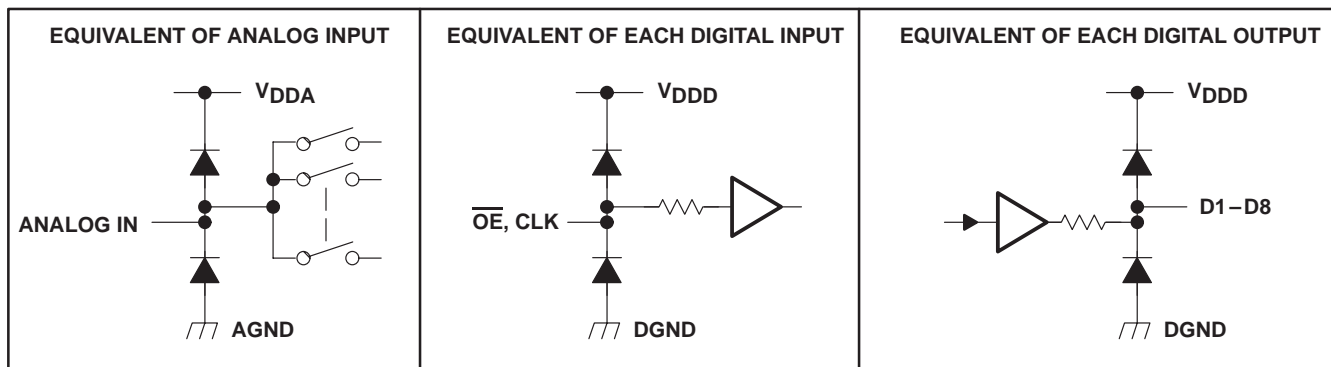 EQUIVALENT OF ANALOG INPUT
VDDA
ANALOG IN
AGND
EQUIVALENT OF EACH DIGITAL INPUT
VDDD
OE, CLK
DGND
EQUIVALENT OF EACH DIGITAL OUTPUT
VDDD
D1–D8
DGND